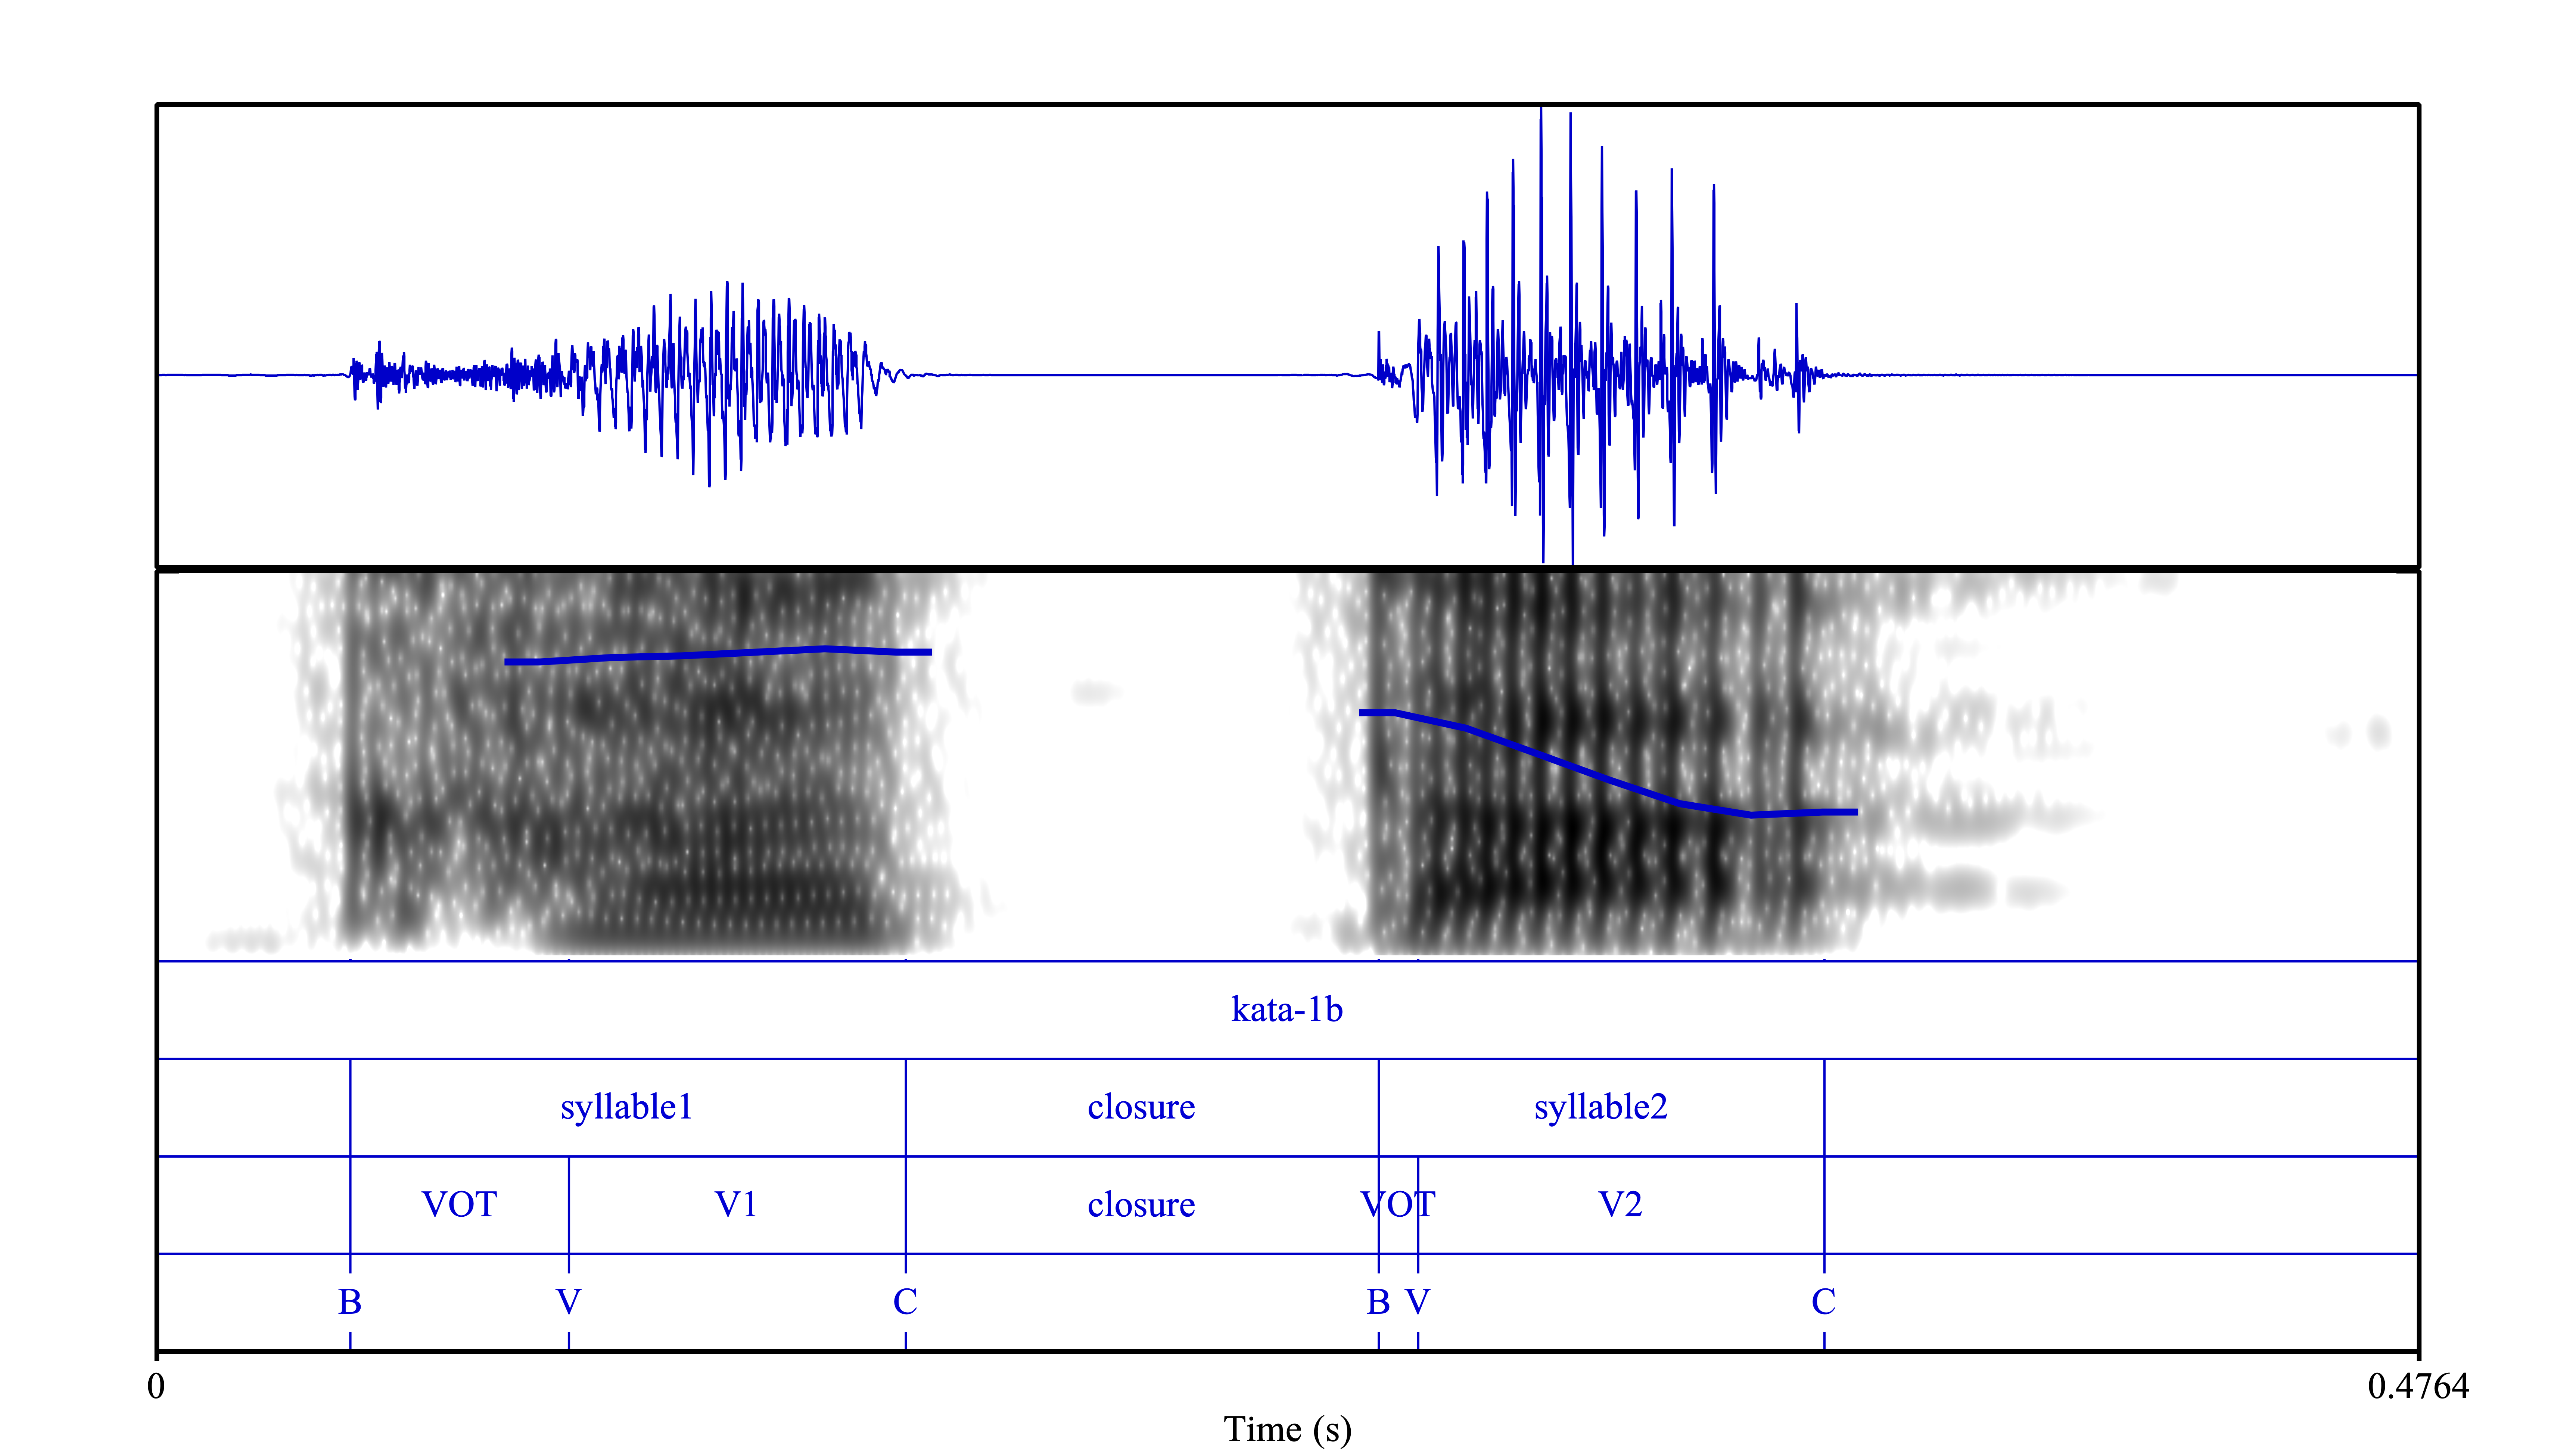 kata-1b
syllable1 closure syllable2
VOT V1 closure VOT V2
B V C B V C
0 0.4764
Time (s)